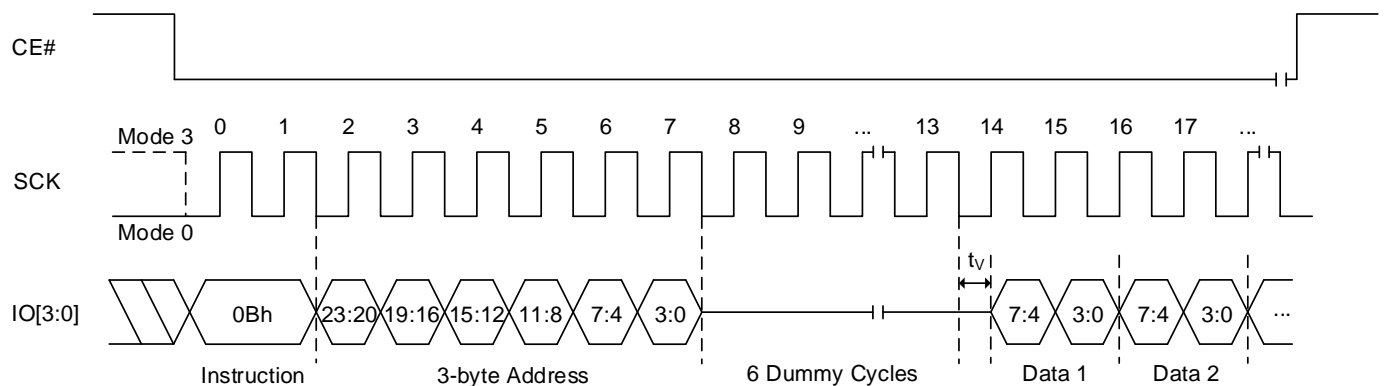 CE#
0 1 2 3 4 5 6 7 8 9 ... 13 14 15 16 17 ...
Mode 3
SCK
Mode 0
tV
IO[3:0] 0Bh 23:20 19:16 15:12 11:8 7:4 3:0 7:4 3:0 7:4 3:0 ...
Instruction 3-byte Address 6 Dummy Cycles Data 1 Data 2